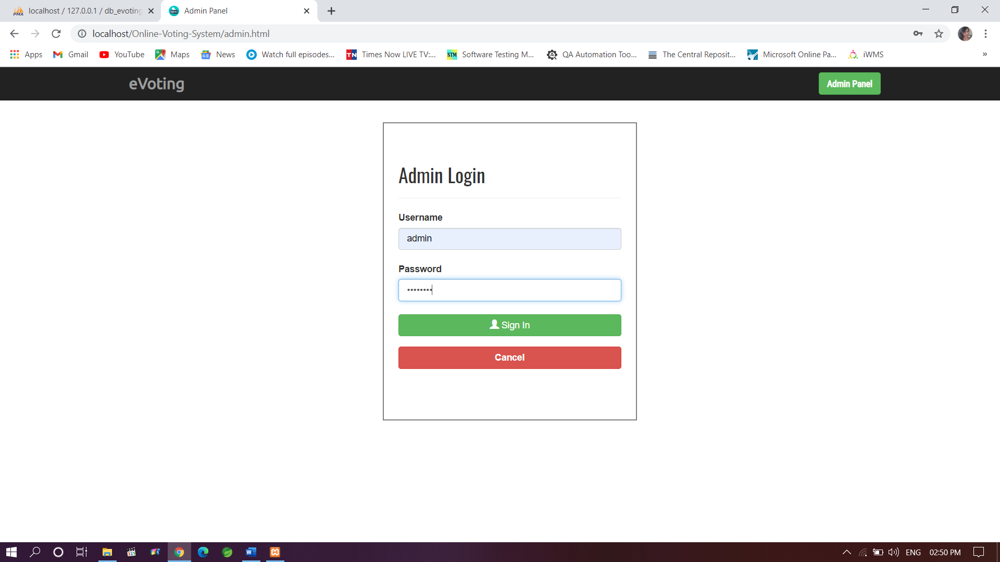 localhost / 127.0.0.1 / db_evoting
Admin Panel
localhost/Online-Voting-System/admin.html
Apps
Gmail
YouTube
Maps
News
Watch full episodes...
TN Times Now LIVE TV:...
STM Software Testing M...
QA Automation Too...
The Central Reposit...
Microsoft Online Pa...
iWMS
»
eVoting
Admin Panel
Admin Login
Username
admin
Password
••••••••
Sign In
Cancel
ENG
02:50 PM